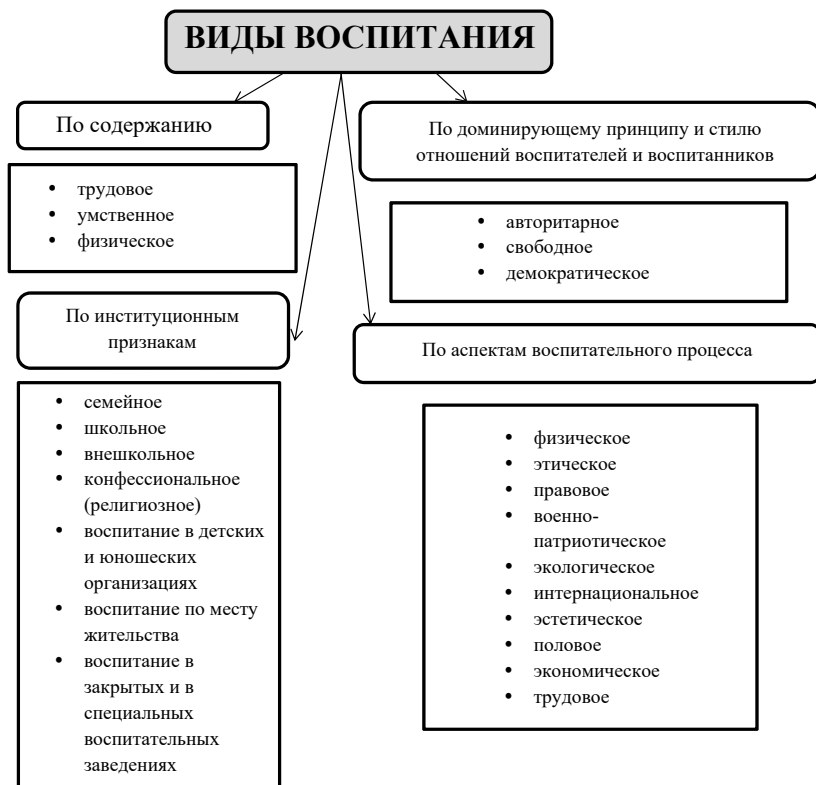 ВИДЫ ВОСПИТАНИЯ
По содержанию
• трудовое
• умственное
• физическое
По доминирующему принципу и стилю
отношений воспитателей и воспитанников
• авторитарное
• свободное
• демократическое
По институционным
признакам
• семейное
• школьное
• внешкольное
• конфессиональное
(религиозное)
• воспитание в детских
и юношеских
организациях
• воспитание по месту
жительства
• воспитание в
закрытых и в
специальных
воспитательных
заведениях
По аспектам воспитательного процесса
• физическое
• этическое
• правовое
• военно-
патриотическое
• экологическое
• интернациональное
• эстетическое
• половое
• экономическое
• трудовое